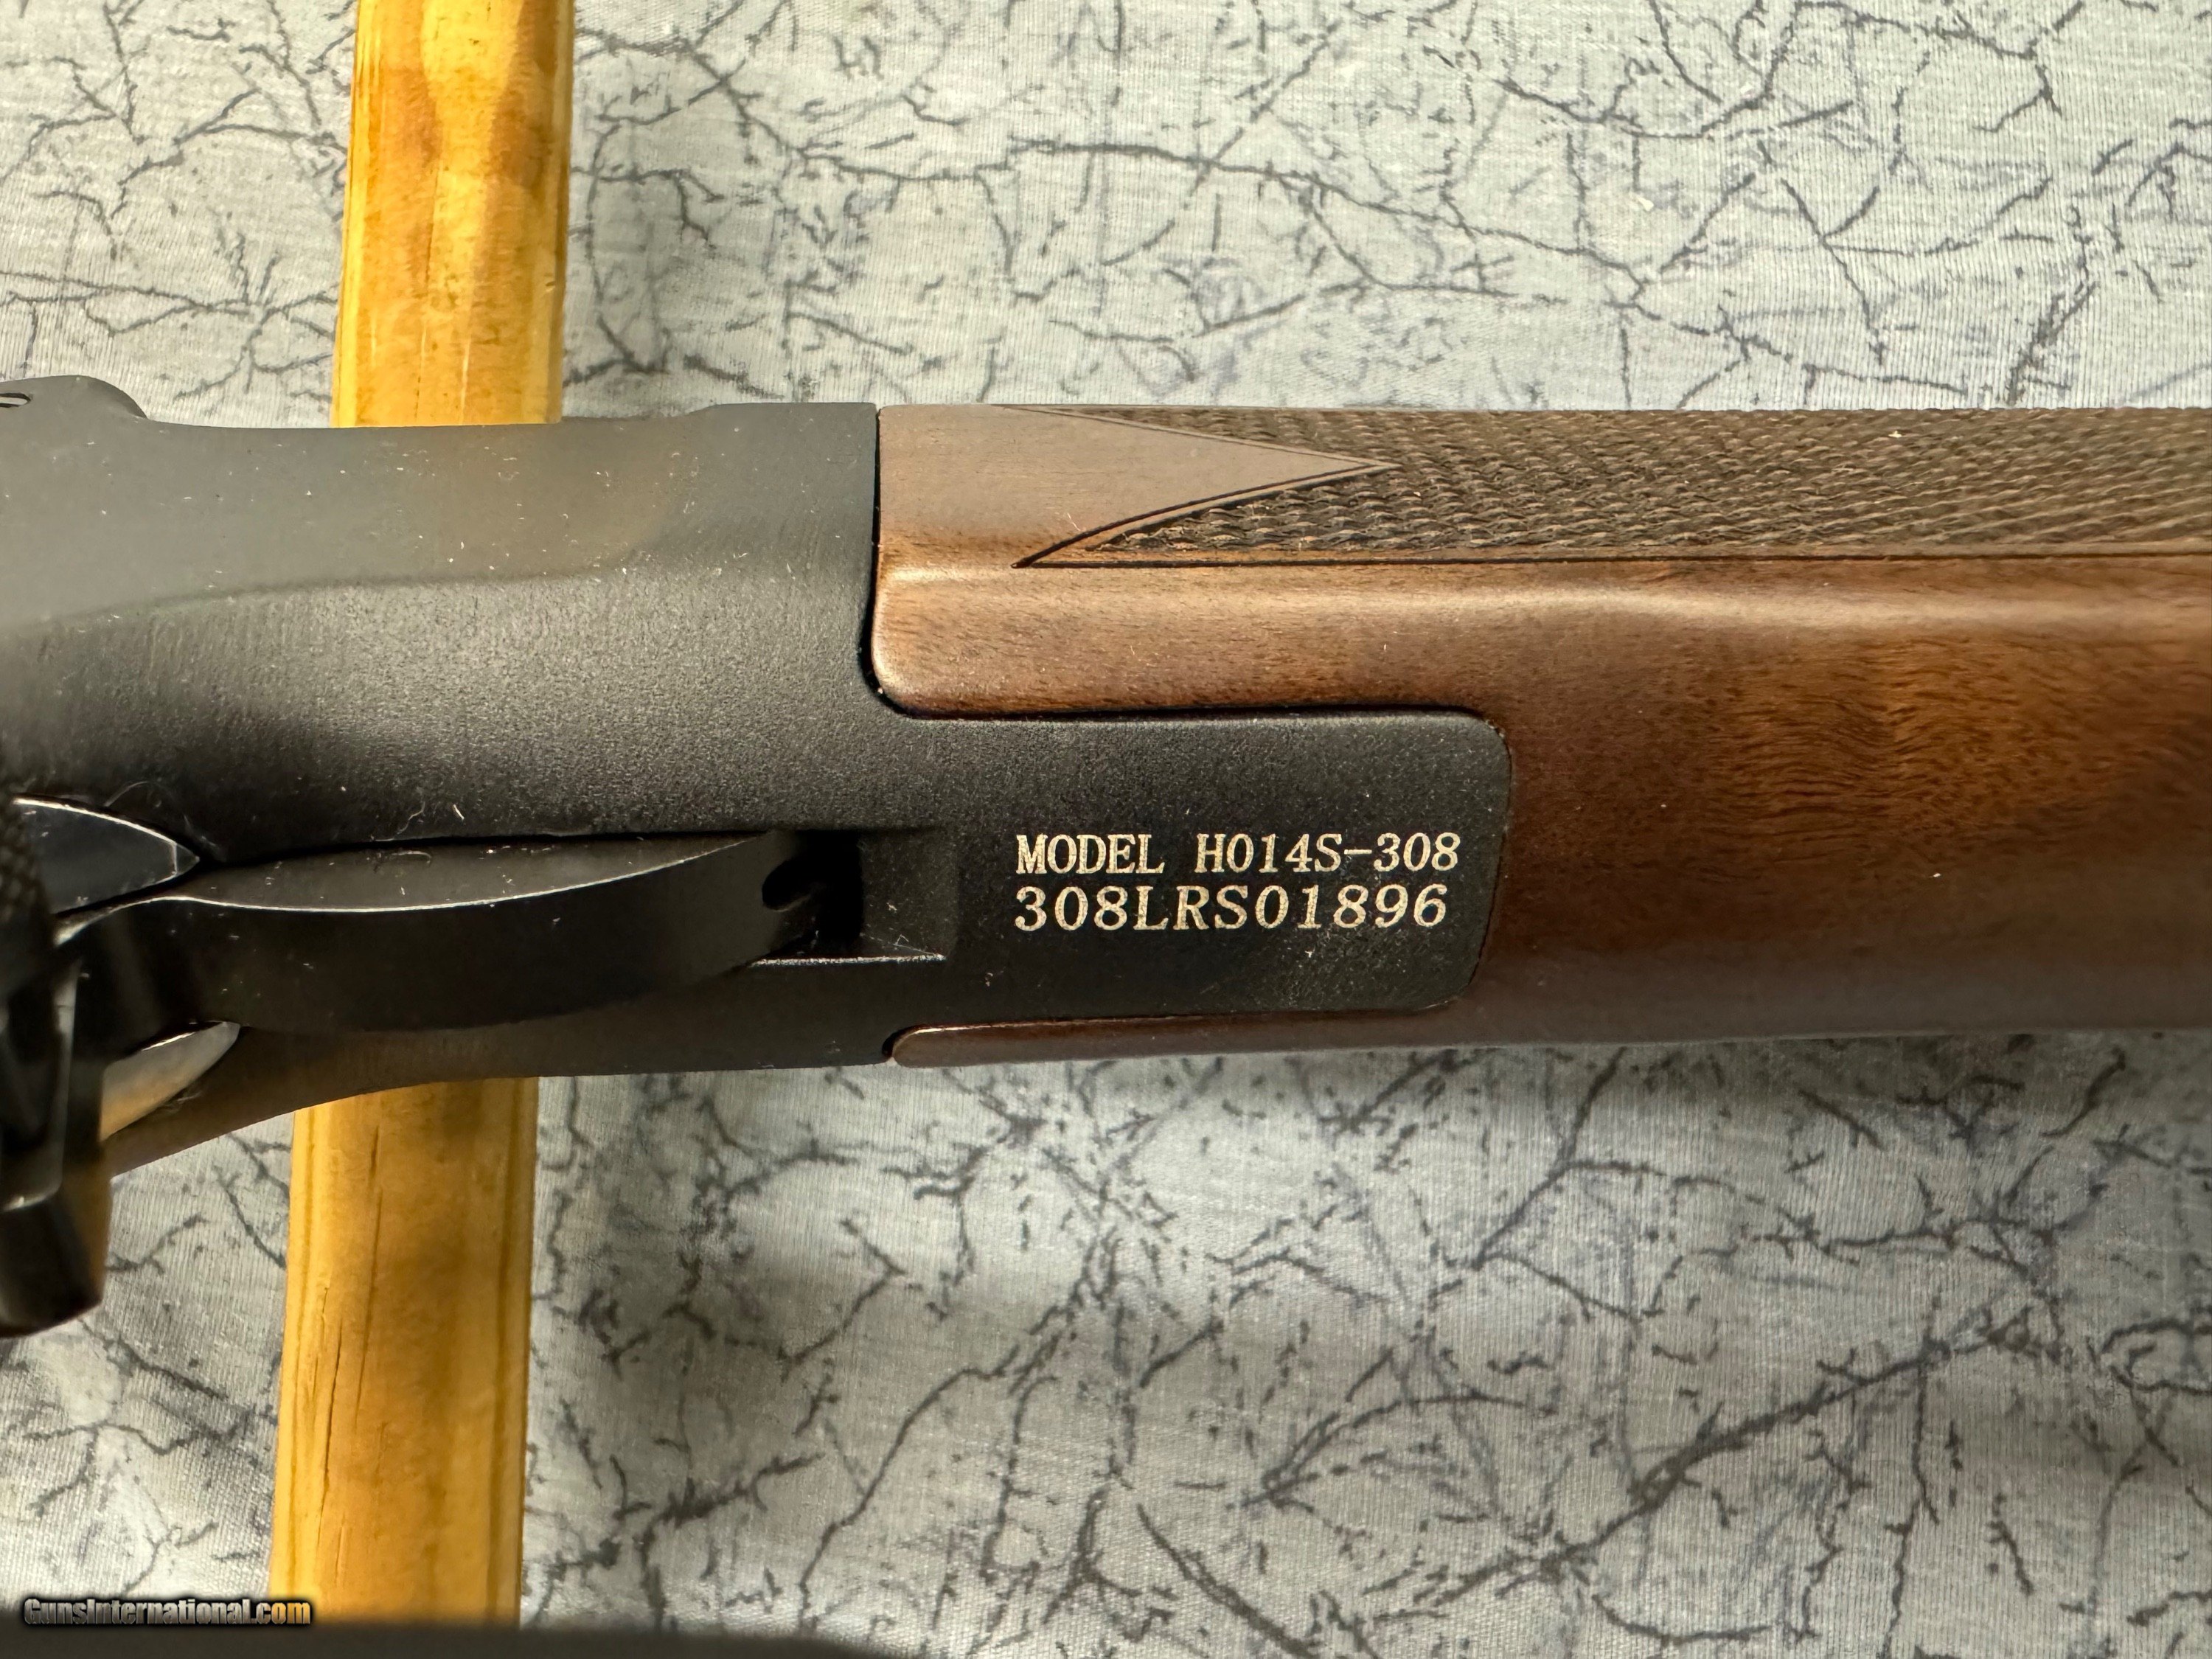 MODEL H014S-308
308LRS01896
GunsInternational.com